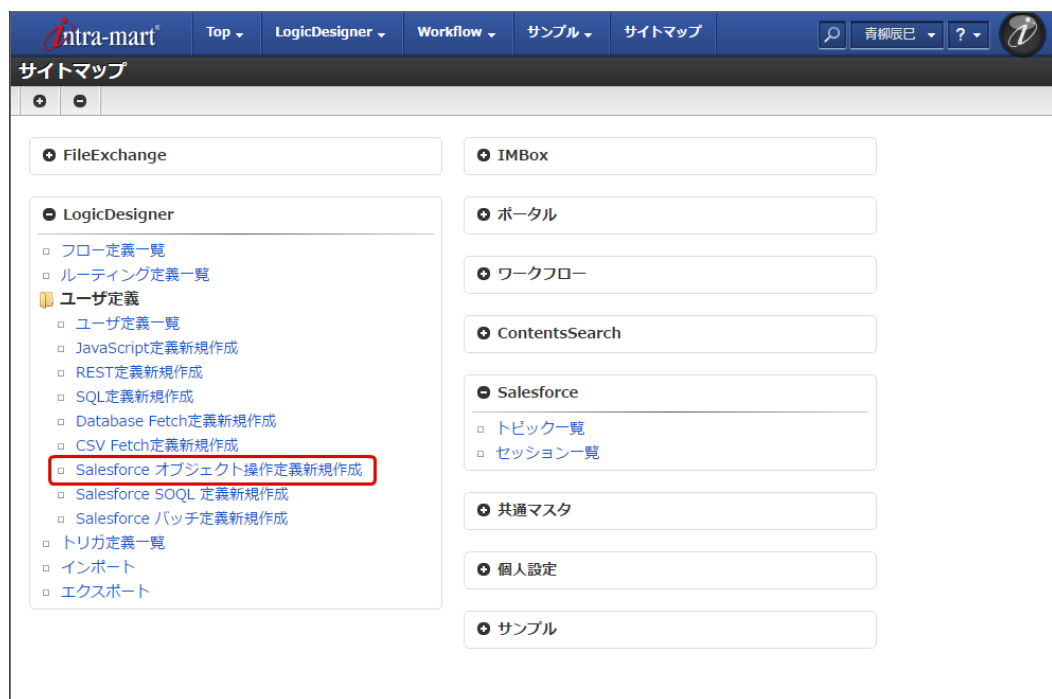 intra-mart® Top LogicDesigner Workflow サンプル サイトマップ 青柳辰巳 ?
サイトマップ
FileExchange
LogicDesigner
フロー定義一覧
ルーティング定義一覧
ユーザ定義
ユーザ定義一覧
JavaScript定義新規作成
REST定義新規作成
SQL定義新規作成
Database Fetch定義新規作成
CSV Fetch定義新規作成
Salesforce オブジェクト操作定義新規作成
Salesforce SOQL 定義新規作成
Salesforce バッチ定義新規作成
トリガ定義一覧
インポート
エクスポート
IMBox
ポータル
ワークフロー
ContentsSearch
Salesforce
トピック一覧
セッション一覧
共通マスタ
個人設定
サンプル